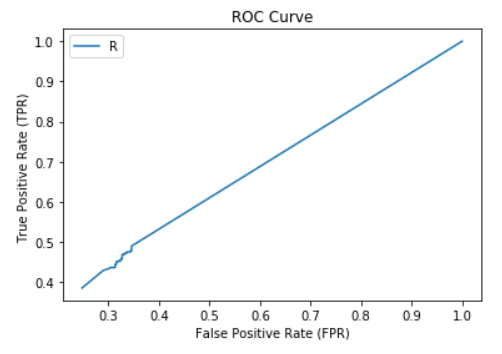 ROC Curve
R
True Positive Rate (TPR)
1.0
0.9
0.8
0.7
0.6
0.5
0.4
0.3 0.4 0.5 0.6 0.7 0.8 0.9 1.0
False Positive Rate (FPR)